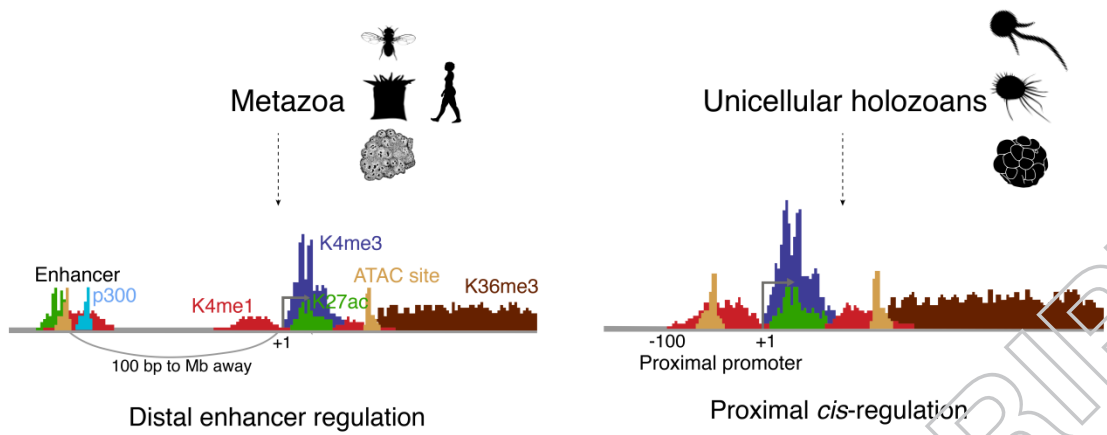 Metazoa
Enhancer
p300
K4me1
K4me3
K27ac
ATAC site
K36me3
+1
100 bp to Mb away
Distal enhancer regulation
Unicellular holozoans
-100
+1
Proximal promoter
Proximal cis-regulation